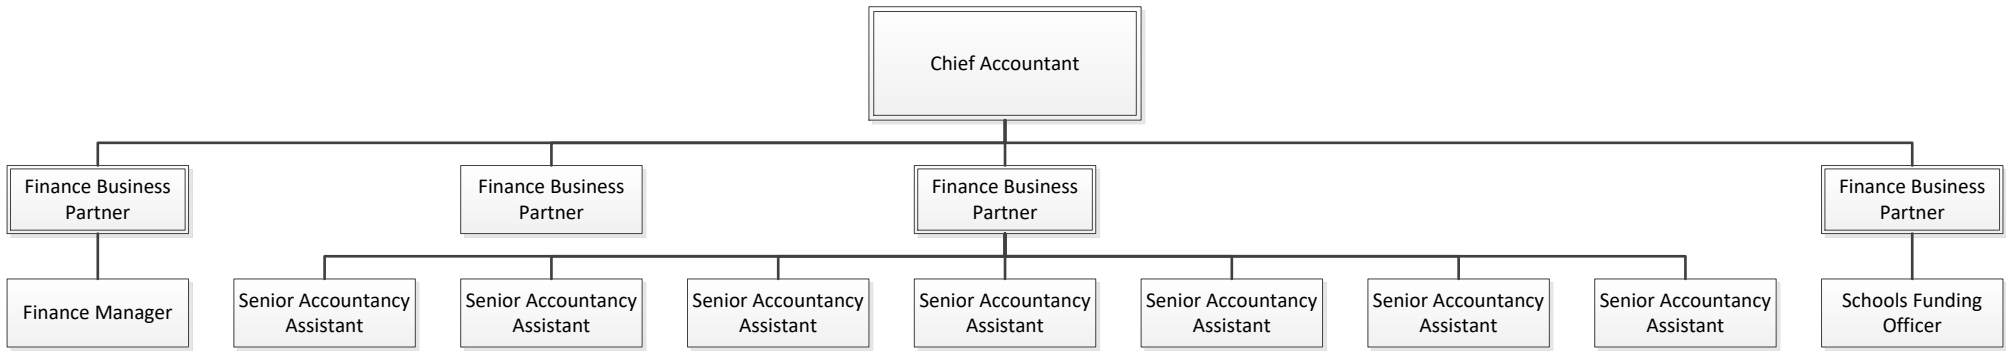 Chief Accountant
Finance Business
Partner
Finance Business
Partner
Finance Business
Partner
Finance Business
Partner
Finance Manager
Senior Accountancy
Assistant
Senior Accountancy
Assistant
Senior Accountancy
Assistant
Senior Accountancy
Assistant
Senior Accountancy
Assistant
Senior Accountancy
Assistant
Senior Accountancy
Assistant
Schools Funding
Officer